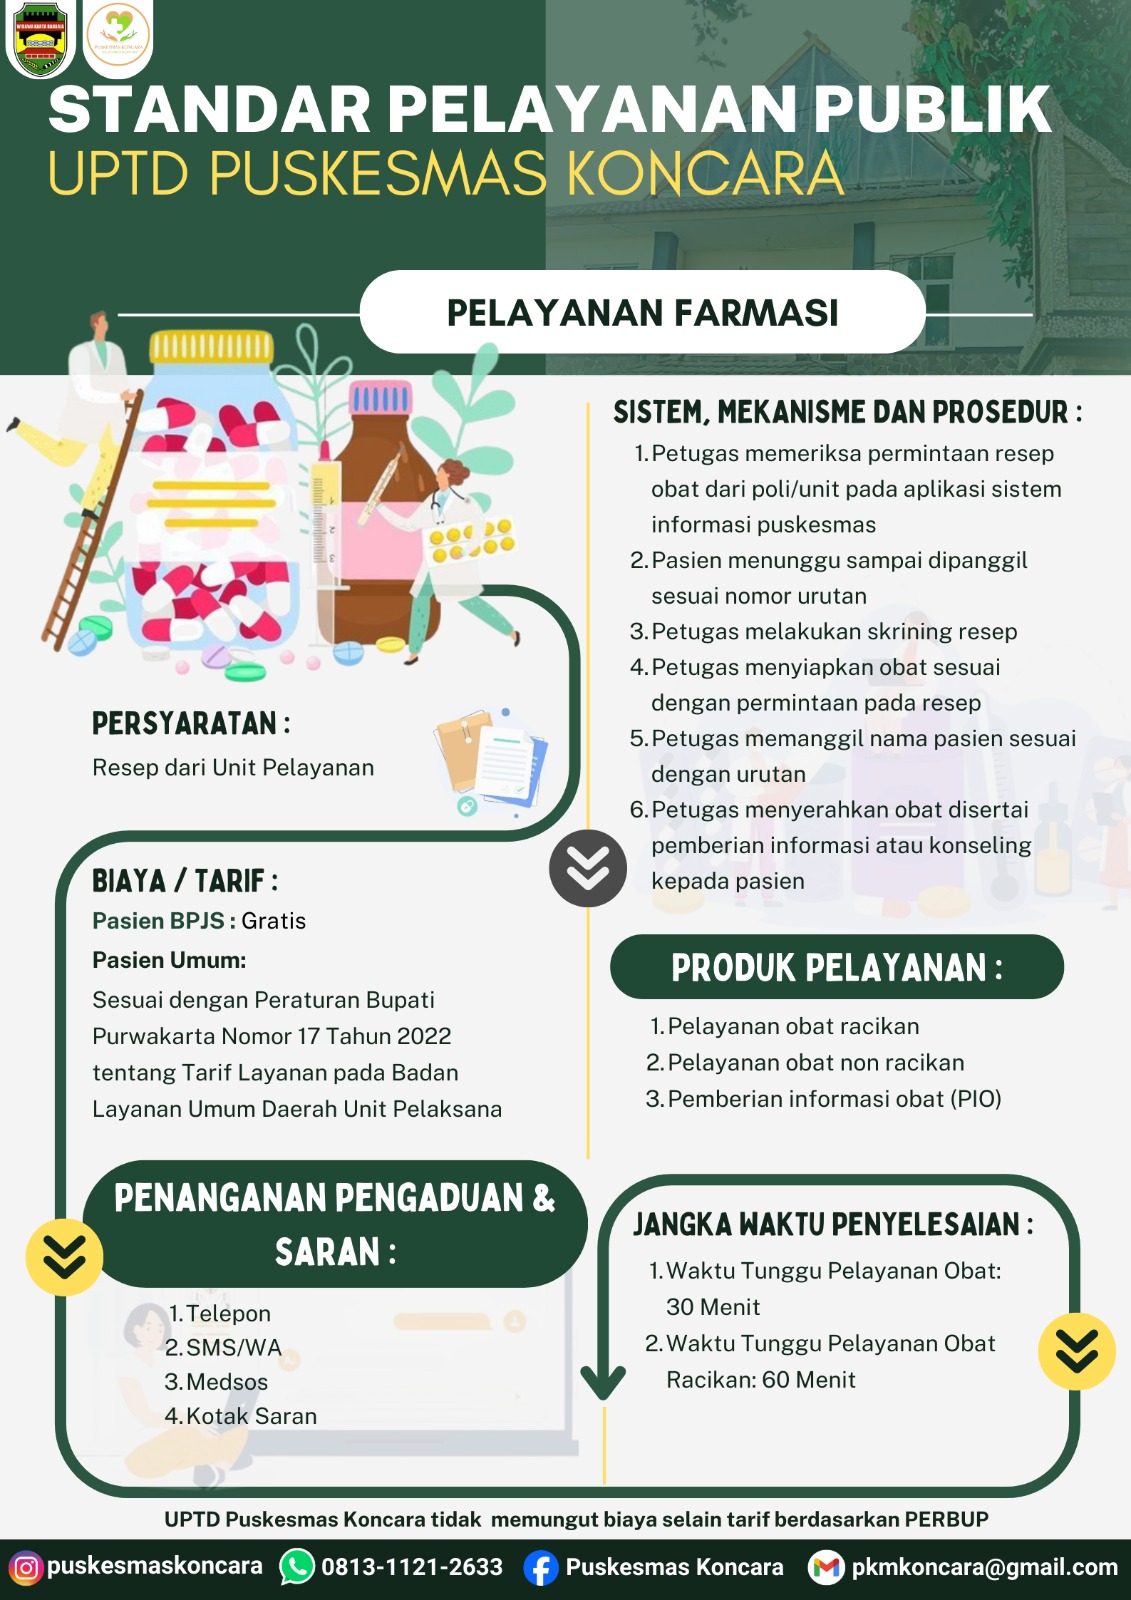 WIBAWA KARTA RAHARJA
PUSKESMAS KONCARA
STANDAR PELAYANAN PUBLIK
UPTD PUSKESMAS KONCARA
PELAYANAN FARMASI
PERSYARATAN :
Resep dari Unit Pelayanan
BIAYA / TARIF :
Pasien BPJS : Gratis
Pasien Umum:
Sesuai dengan Peraturan Bupati
Purwakarta Nomor 17 Tahun 2022
tentang Tarif Layanan pada Badan
Layanan Umum Daerah Unit Pelaksana
PENANGANAN PENGADUAN &
SARAN :
1. Telepon
2. SMS/WA
3. Medsos
4. Kotak Saran
SISTEM, MEKANISME DAN PROSEDUR :
1. Petugas memeriksa permintaan resep
obat dari poli/unit pada aplikasi sistem
informasi puskesmas
2. Pasien menunggu sampai dipanggil
sesuai nomor urutan
3. Petugas melakukan skrining resep
4. Petugas menyiapkan obat sesuai
dengan permintaan pada resep
5. Petugas memanggil nama pasien sesuai
dengan urutan
6. Petugas menyerahkan obat disertai
pemberian informasi atau konseling
kepada pasien
PRODUK PELAYANAN :
1. Pelayanan obat racikan
2. Pelayanan obat non racikan
3. Pemberian informasi obat (PIO)
JANGKA WAKTU PENYELESAIAN :
1. Waktu Tunggu Pelayanan Obat:
30 Menit
2. Waktu Tunggu Pelayanan Obat
Racikan: 60 Menit
UPTD Puskesmas Koncara tidak memungut biaya selain tarif berdasarkan PERBUP
puskesmaskoncara
0813-1121-2633
Puskesmas Koncara
pkmkoncara@gmail.com